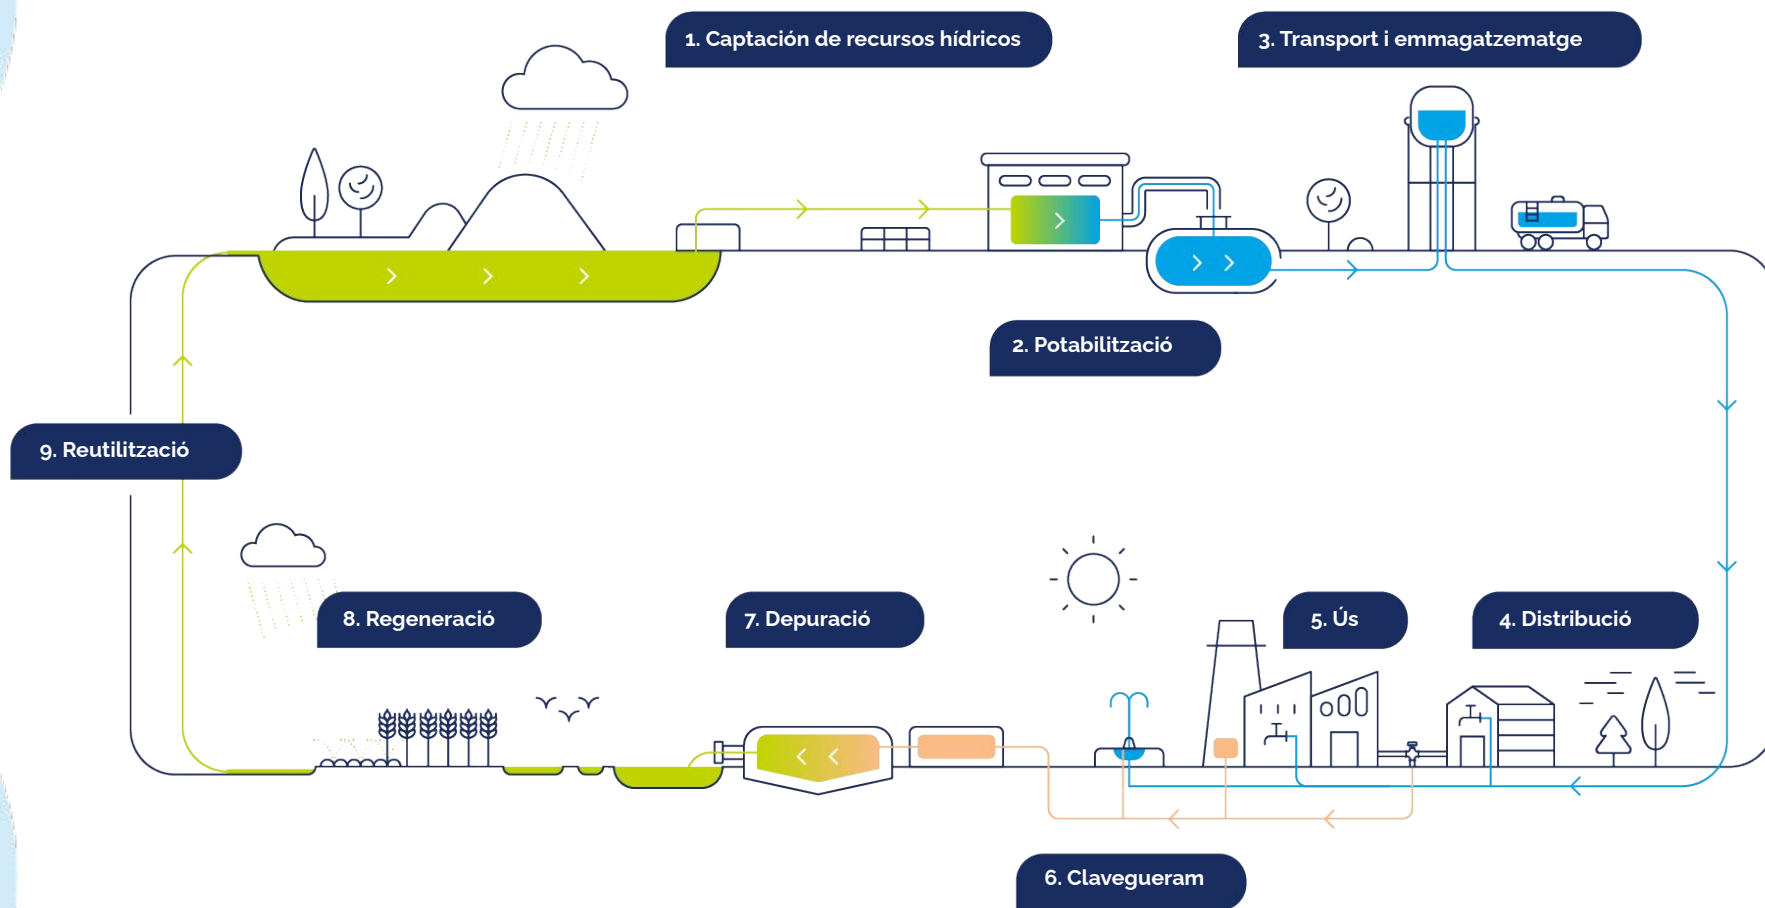 1. Captación de recursos hídricos
3. Transport i emmagatzematge
2. Potabilització
9. Reutilització
8. Regeneració
7. Depuració
5. Ús
4. Distribució
6. Clavegueram